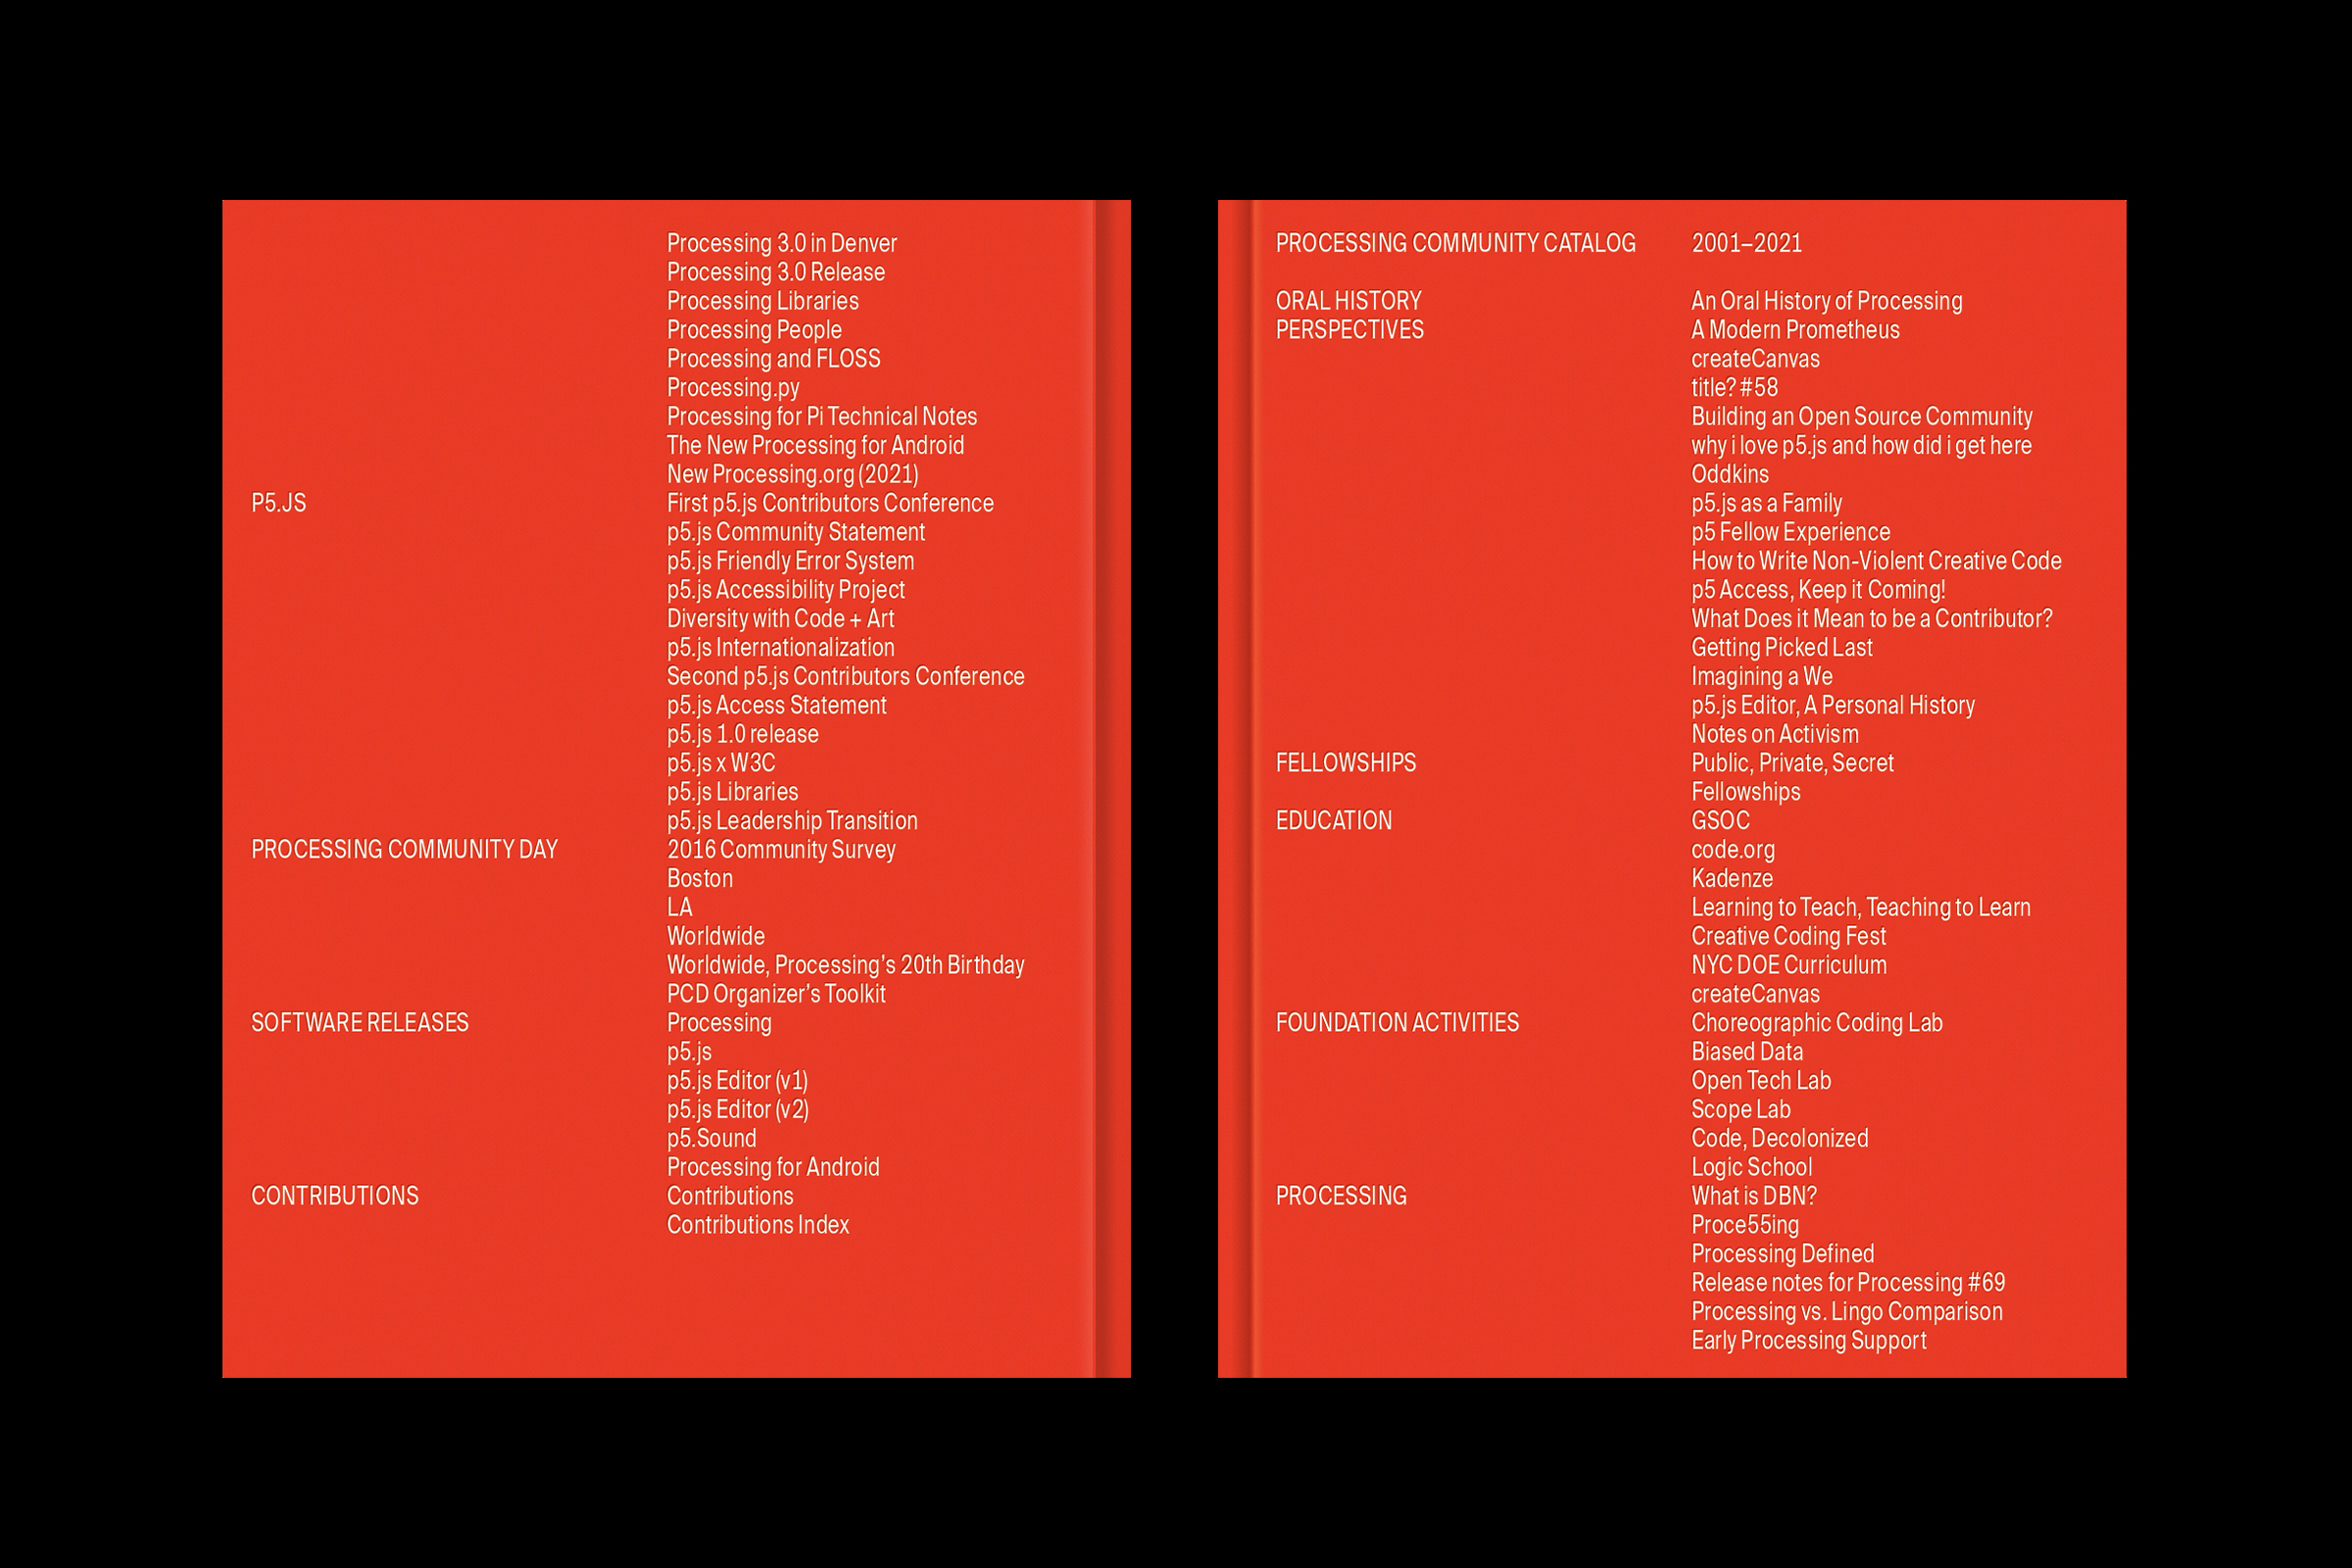 Processing 3.0 in Denver
Processing 3.0 Release
Processing Libraries
Processing People
Processing and FLOSS
Processing.py
Processing for Pi Technical Notes
The New Processing for Android
New Processing.org (2021)
P5.JS First p5.js Contributors Conference
p5.js Community Statement
p5.js Friendly Error System
p5.js Accessibility Project
Diversity with Code + Art
p5.js Internationalization
Second p5.js Contributors Conference
p5.js Access Statement
p5.js 1.0 release
p5.js x W3C
p5.js Libraries
p5.js Leadership Transition
PROCESSING COMMUNITY DAY 2016 Community Survey
Boston
LA
Worldwide
Worldwide, Processing’s 20th Birthday
PCD Organizer’s Toolkit
SOFTWARE RELEASES Processing
p5.js
p5.js Editor (v1)
p5.js Editor (v2)
p5.Sound
Processing for Android
CONTRIBUTIONS Contributions
Contributions Index
PROCESSING COMMUNITY CATALOG 2001–2021
ORAL HISTORY An Oral History of Processing
PERSPECTIVES A Modern Prometheus
createCanvas
title? #58
Building an Open Source Community
why i love p5.js and how did i get here
Oddkins
p5.js as a Family
p5 Fellow Experience
How to Write Non-Violent Creative Code
p5 Access, Keep it Coming!
What Does it Mean to be a Contributor?
Getting Picked Last
Imagining a We
p5.js Editor, A Personal History
Notes on Activism
FELLOWSHIPS Public, Private, Secret
Fellowships
EDUCATION GSOC
code.org
Kadenze
Learning to Teach, Teaching to Learn
Creative Coding Fest
NYC DOE Curriculum
createCanvas
FOUNDATION ACTIVITIES Choreographic Coding Lab
Biased Data
Open Tech Lab
Scope Lab
Code, Decolonized
Logic School
PROCESSING What is DBN?
Proce55ing
Processing Defined
Release notes for Processing #69
Processing vs. Lingo Comparison
Early Processing Support